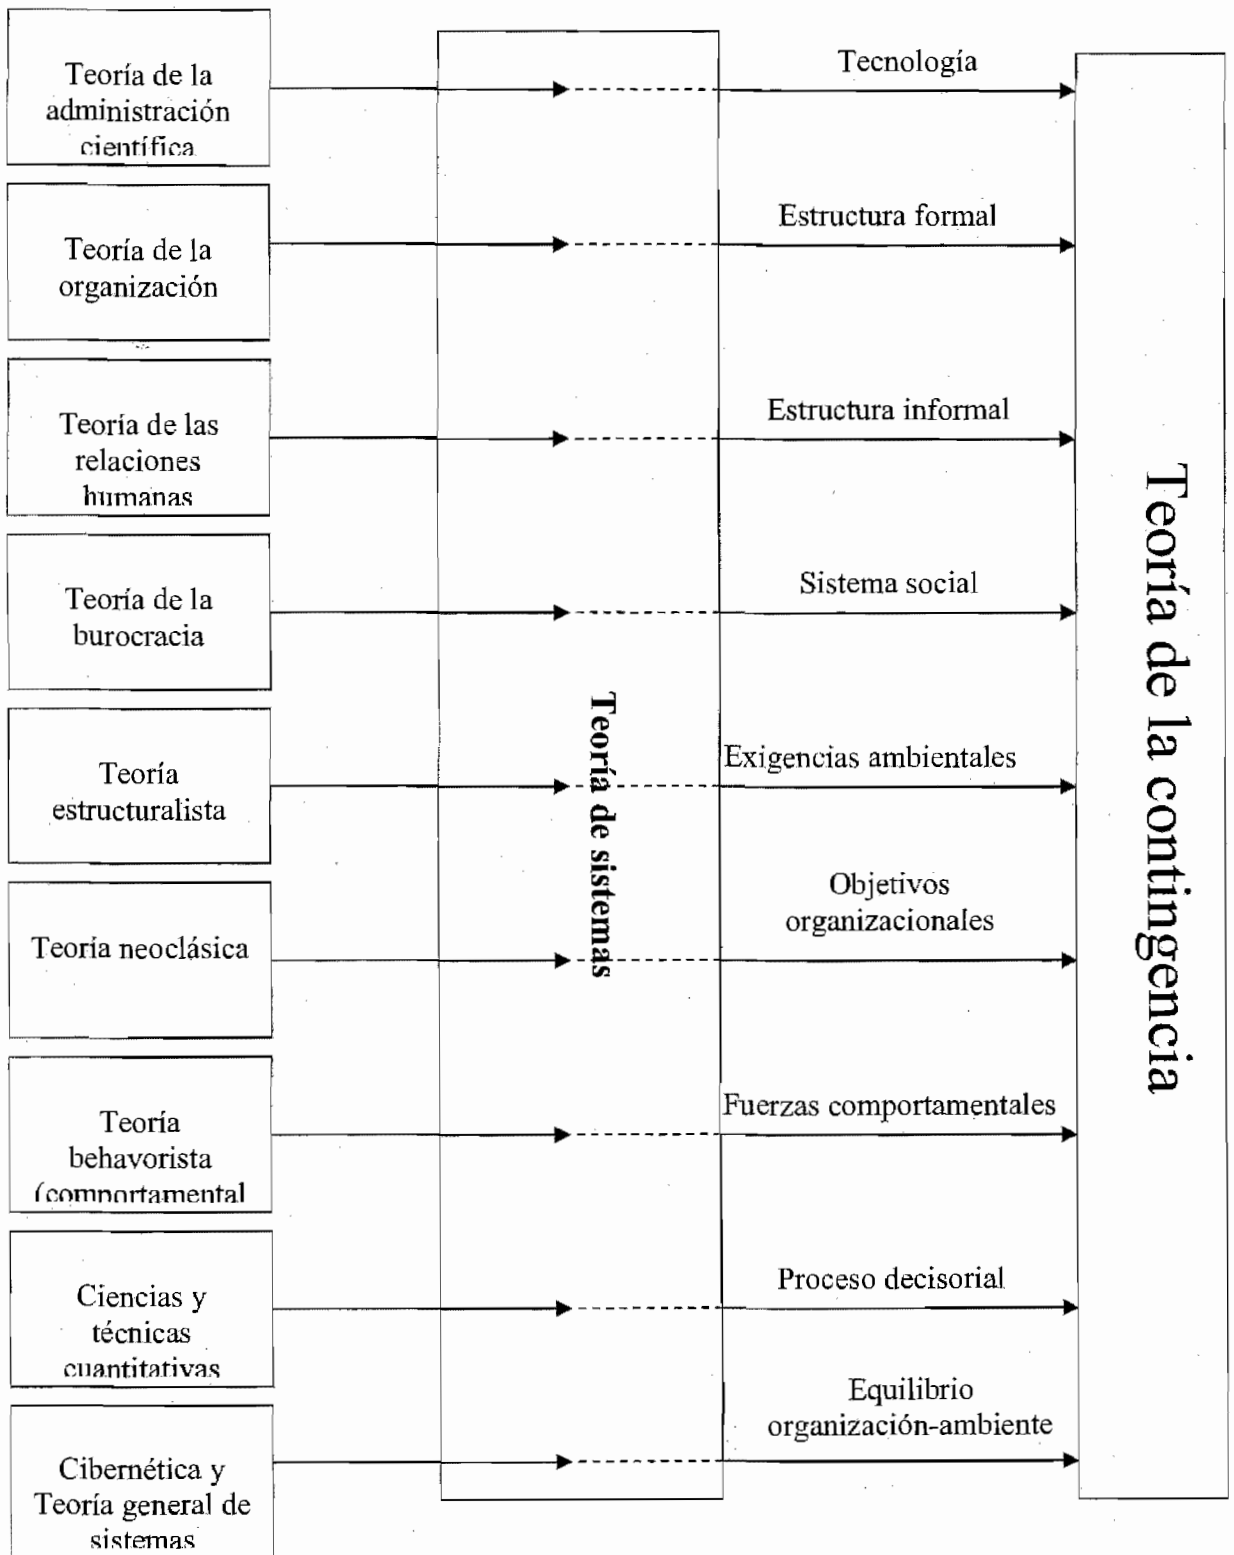 Teoría de la
administración
científica
Tecnología
Teoría de la
organización
Estructura formal
Teoría de las
relaciones
humanas
Estructura informal
Teoría de la
burocracia
Sistema social
Teoría
estructuralista
Exigencias ambientales
Teoría neoclásica
Objetivos
organizacionales
Teoría
behavorista
(comportamental
Fuerzas comportamentales
Ciencias y
técnicas
cuantitativas
Proceso decisorial
Cibernética y
Teoría general de
sistemas
Equilibrio
organización-ambiente
Teoría de sistemas
Teoría de la contingencia